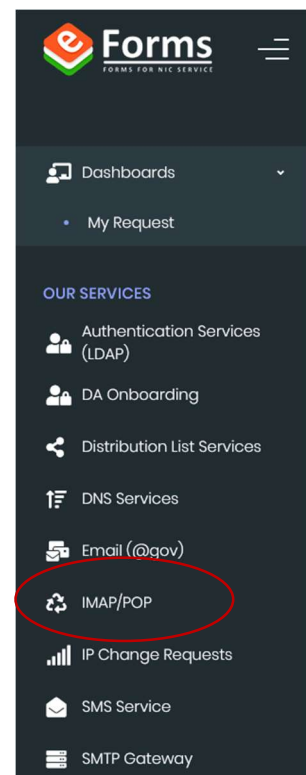 e Forms
FORMS FOR NIC SERVICE
Dashboards
My Request
OUR SERVICES
Authentication Services
(LDAP)
DA Onboarding
Distribution List Services
DNS Services
Email (@gov)
IMAP/POP
IP Change Requests
SMS Service
SMTP Gateway